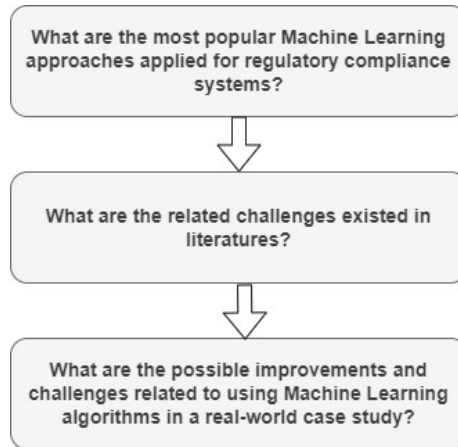 What are the most popular Machine Learning
approaches applied for regulatory compliance
systems?
What are the related challenges existed in
literatures?
What are the possible improvements and
challenges related to using Machine Learning
algorithms in a real-world case study?